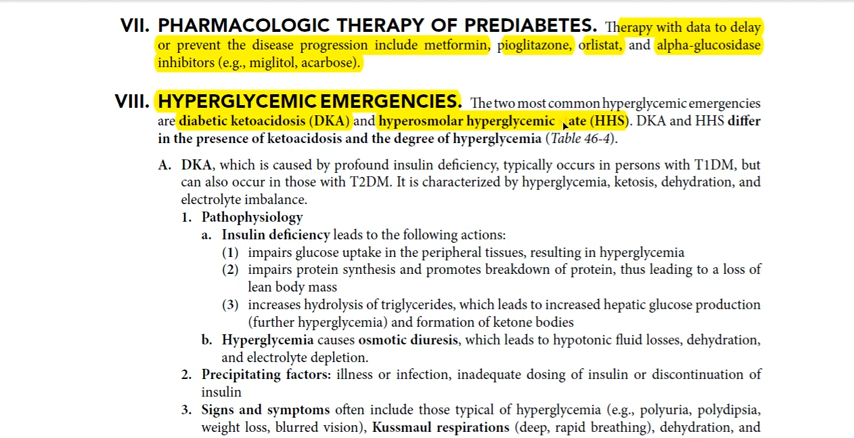 VII. PHARMACOLOGIC THERAPY OF PREDIABETES. Therapy with data to delay
or prevent the disease progression include metformin, pioglitazone, orlistat, and alpha-glucosidase
inhibitors (e.g., miglitol, acarbose).
VIII. HYPERGLYCEMIC EMERGENCIES. The two most common hyperglycemic emergencies
are diabetic ketoacidosis (DKA) and hyperosmolar hyperglycemic ate (HHS). DKA and HHS differ
in the presence of ketoacidosis and the degree of hyperglycemia (Table 46-4).
A. DKA, which is caused by profound insulin deficiency, typically occurs in persons with T1DM, but
can also occur in those with T2DM. It is characterized by hyperglycemia, ketosis, dehydration, and
electrolyte imbalance.
1. Pathophysiology
a. Insulin deficiency leads to the following actions:
(1) impairs glucose uptake in the peripheral tissues, resulting in hyperglycemia
(2) impairs protein synthesis and promotes breakdown of protein, thus leading to a loss of
lean body mass
(3) increases hydrolysis of triglycerides, which leads to increased hepatic glucose production
(further hyperglycemia) and formation of ketone bodies
b. Hyperglycemia causes osmotic diuresis, which leads to hypotonic fluid losses, dehydration,
and electrolyte depletion.
2. Precipitating factors: illness or infection, inadequate dosing of insulin or discontinuation of
insulin
3. Signs and symptoms often include those typical of hyperglycemia (e.g., polyuria, polydipsia,
weight loss, blurred vision), Kussmaul respirations (deep, rapid breathing), dehydration, and